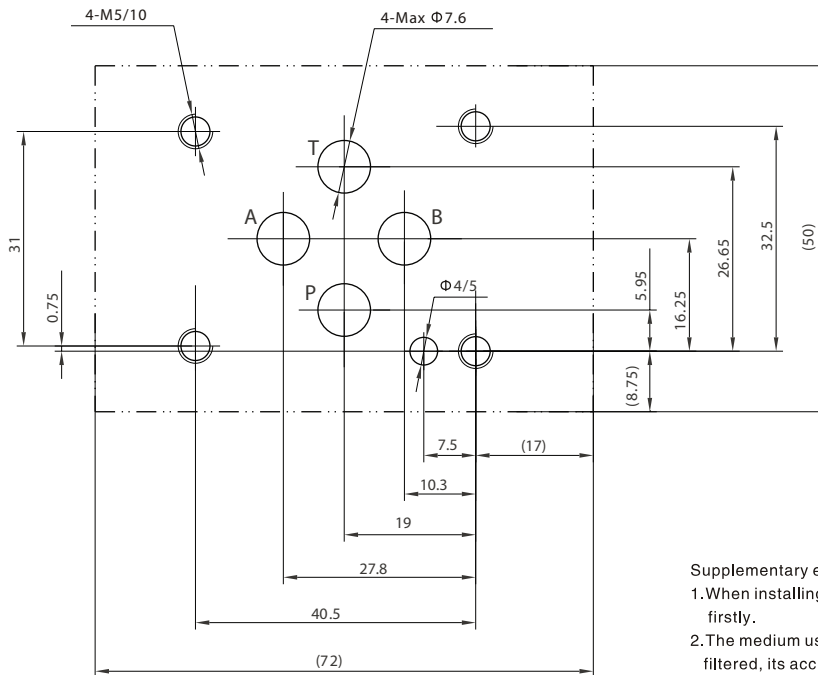 4-M5/10
4-Max Φ7.6
T
A
B
P
Φ4/5
31
0.75
5.95
16.25
26.65
32.5
(50)
(8.75)
7.5
(17)
10.3
19
27.8
40.5
(72)
Supplementary
1.When installing
firstly.
2.The medium
filtered, its